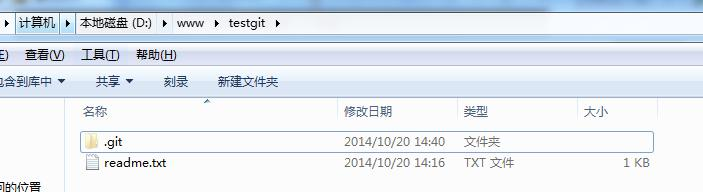 计算机 本地磁盘 (D:) www testgit
(E) 查看(V) 工具(T) 帮助(H)
包含到库中 共享 刻录 新建文件夹
名称 修改日期 类型 大小
.git 2014/10/20 14:40 文件夹
readme.txt 2014/10/20 14:16 TXT 文件 1 KB
问的位置